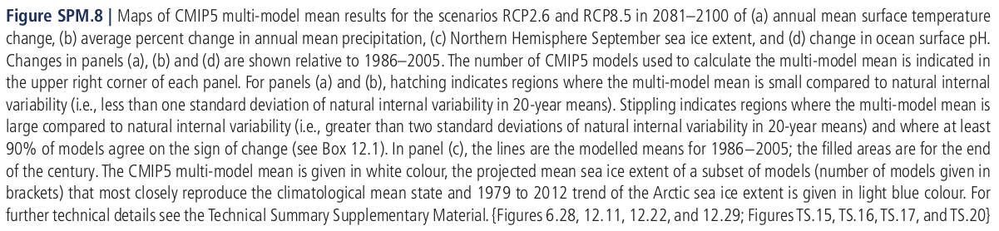 Figure SPM.8 | Maps of CMIP5 multi-model mean results for the scenarios RCP2.6 and RCP8.5 in 2081–2100 of (a) annual mean surface temperature
change, (b) average percent change in annual mean precipitation, (c) Northern Hemisphere September sea ice extent, and (d) change in ocean surface pH.
Changes in panels (a), (b) and (d) are shown relative to 1986–2005. The number of CMIP5 models used to calculate the multi-model mean is indicated in
the upper right corner of each panel. For panels (a) and (b), hatching indicates regions where the multi-model mean is small compared to natural internal
variability (i.e., less than one standard deviation of natural internal variability in 20-year means). Stippling indicates regions where the multi-model mean is
large compared to natural internal variability (i.e., greater than two standard deviations of natural internal variability in 20-year means) and where at least
90% of models agree on the sign of change (see Box 12.1). In panel (c), the lines are the modelled means for 1986–2005; the filled areas are for the end
of the century. The CMIP5 multi-model mean is given in white colour, the projected mean sea ice extent of a subset of models (number of models given in
brackets) that most closely reproduce the climatological mean state and 1979 to 2012 trend of the Arctic sea ice extent is given in light blue colour. For
further technical details see the Technical Summary Supplementary Material. {Figures 6.28, 12.11, 12.22, and 12.29; Figures TS.15, TS.16, TS.17, and TS.20}